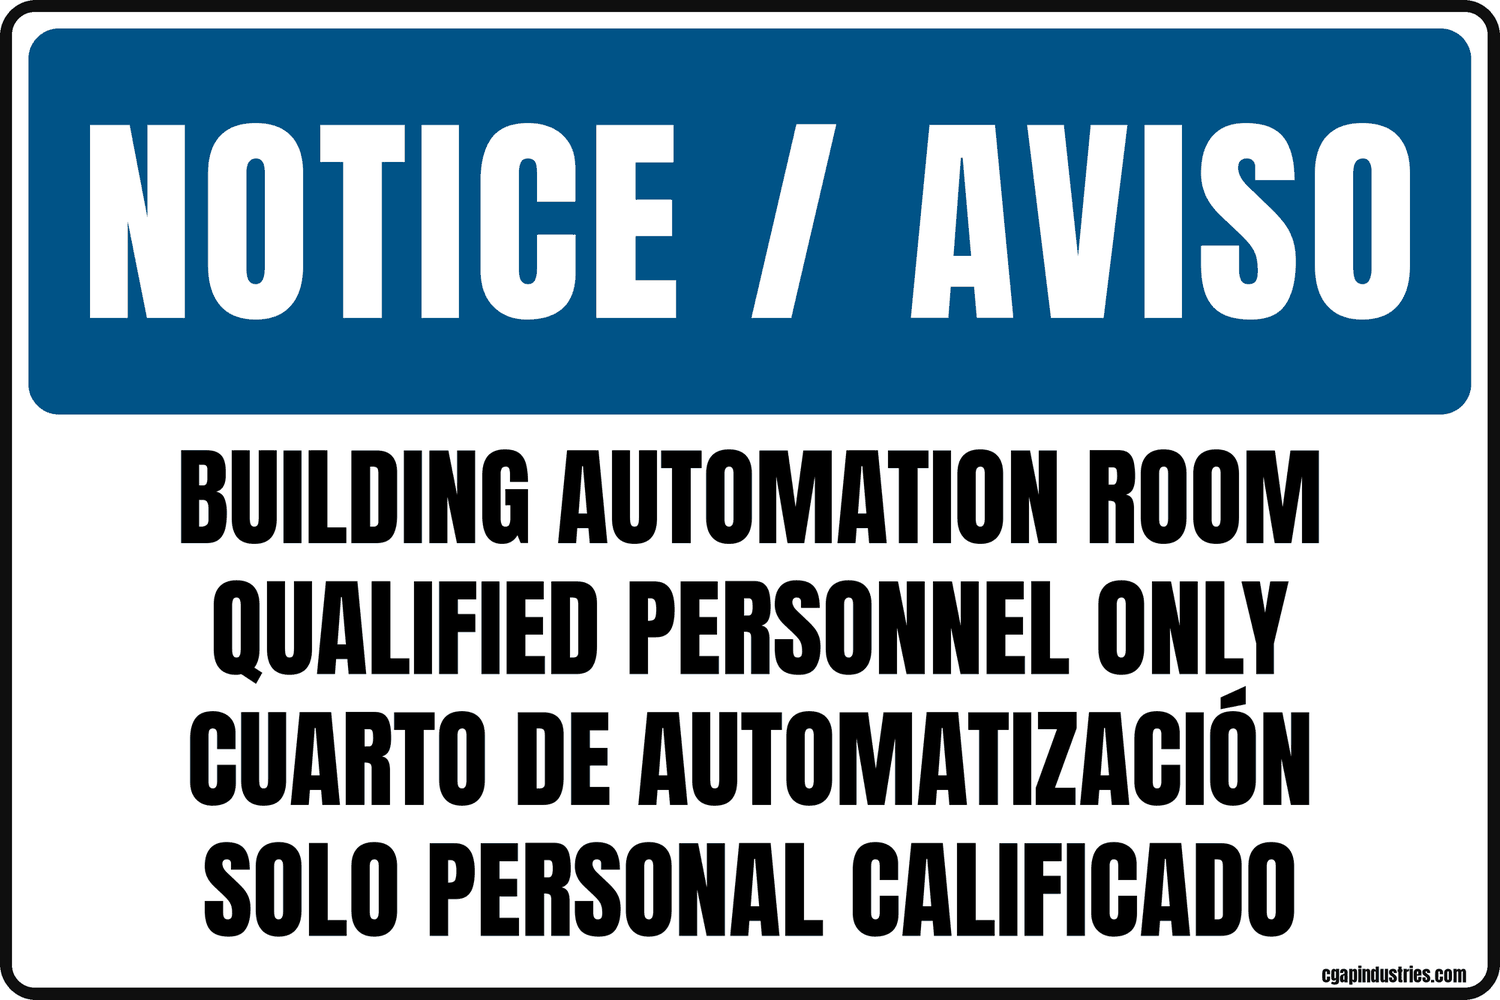 NOTICE / AVISO
BUILDING AUTOMATION ROOM
QUALIFIED PERSONNEL ONLY
CUARTO DE AUTOMATIZACIÓN
SOLO PERSONAL CALIFICADO
cgapindustries.com